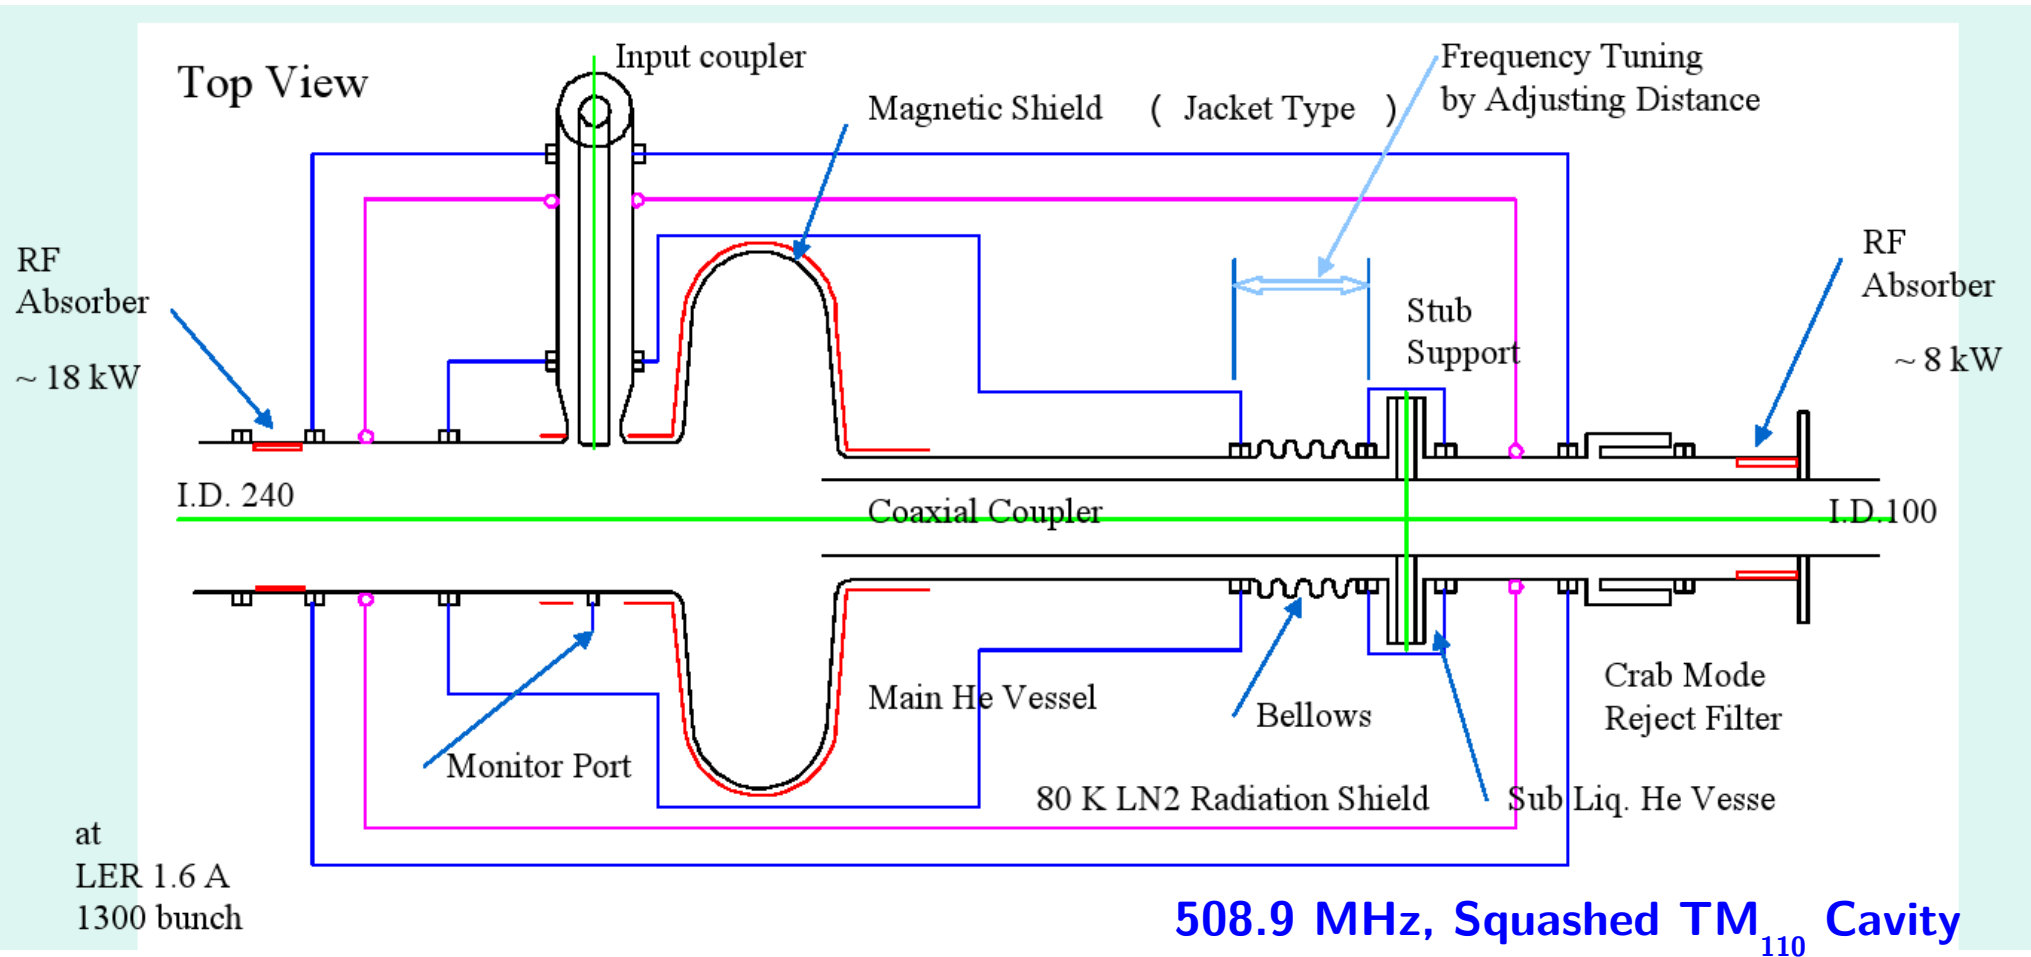 Top View
Input coupler
Magnetic Shield ( Jacket Type )
Frequency Tuning
by Adjusting Distance
RF
Absorber
~ 18 kW
RF
Absorber
~ 8 kW
Stub
Support
I.D. 240
Coaxial Coupler
I.D.100
Main He Vessel
Bellows
Crab Mode
Reject Filter
Monitor Port
80 K LN2 Radiation Shield
Sub Liq. He Vesse
at
LER 1.6 A
1300 bunch
508.9 MHz, Squashed TM110 Cavity